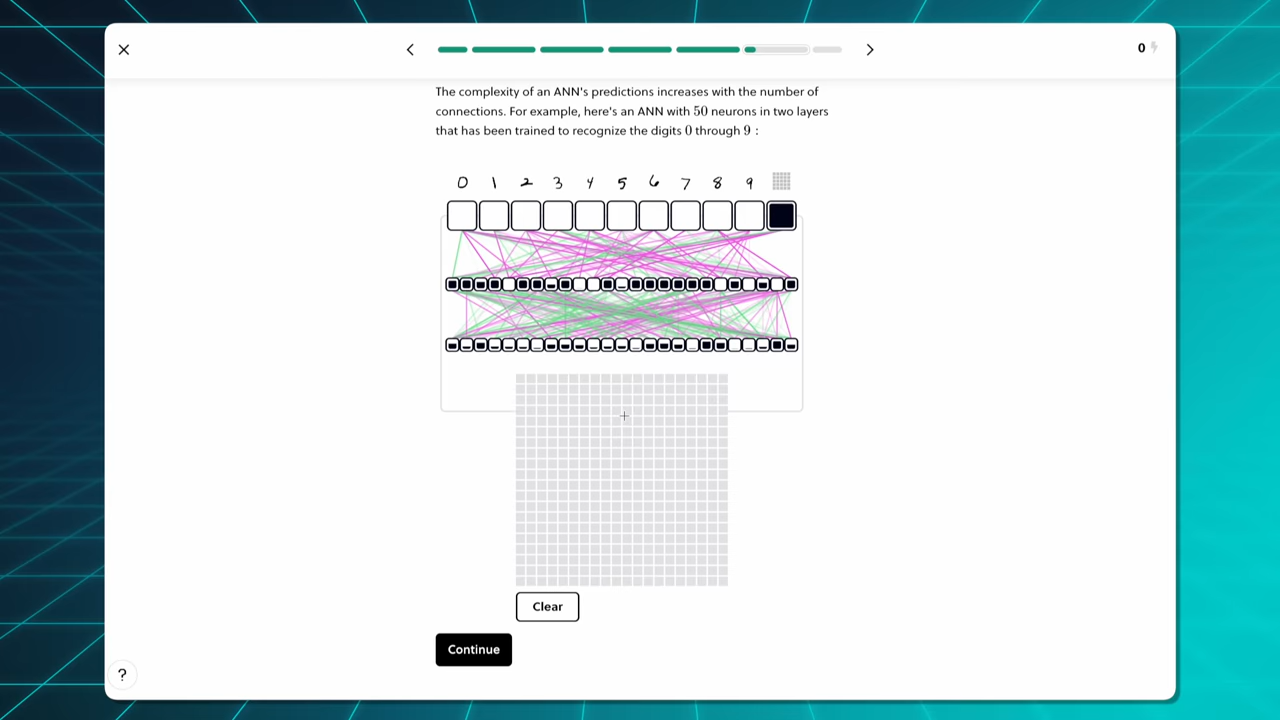 0
The complexity of an ANN's predictions increases with the number of
connections. For example, here's an ANN with 50 neurons in two layers
that has been trained to recognize the digits 0 through 9 :
0 1 2 3 4 5 6 7 8 9
Clear
Continue
?